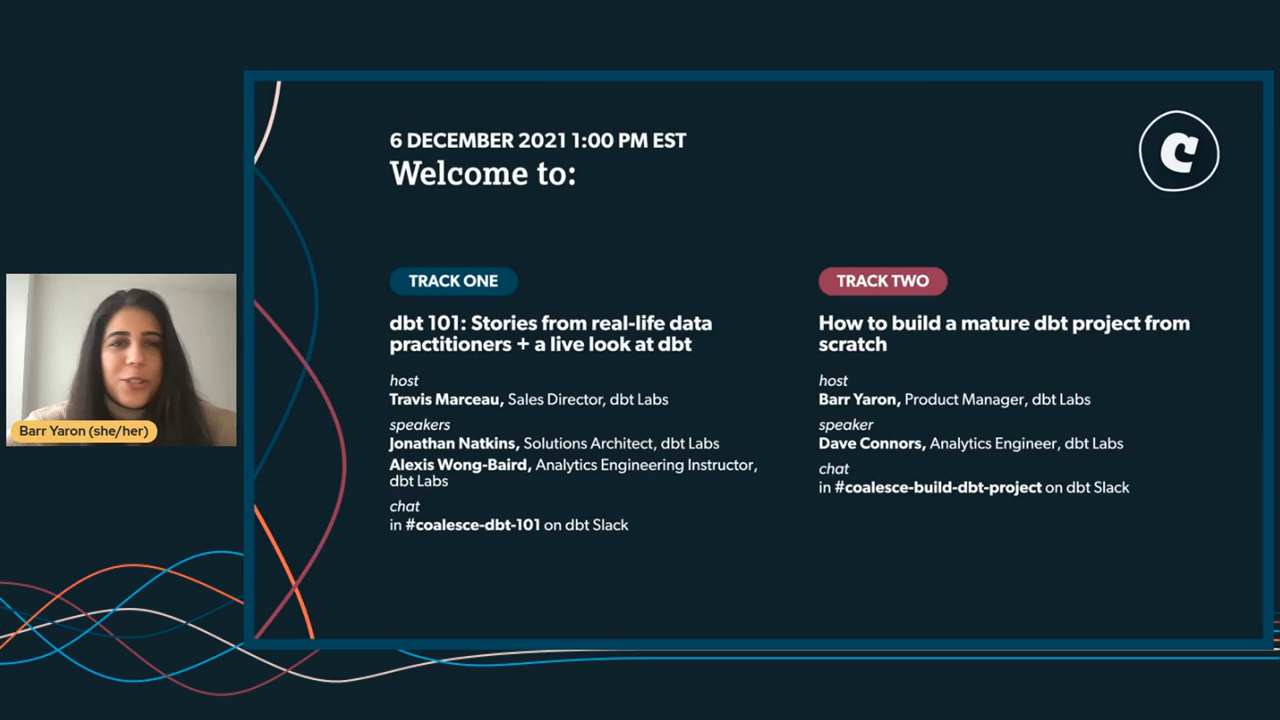 6 DECEMBER 2021 1:00 PM EST
Welcome to:
C
TRACK ONE
dbt 101: Stories from real-life data
practitioners + a live look at dbt
host
Travis Marceau, Sales Director, dbt Labs
speakers
Jonathan Natkins, Solutions Architect, dbt Labs
Alexis Wong-Baird, Analytics Engineering Instructor,
dbt Labs
chat
in #coalesce-dbt-101 on dbt Slack
TRACK TWO
How to build a mature dbt project from
scratch
host
Barr Yaron, Product Manager, dbt Labs
speaker
Dave Connors, Analytics Engineer, dbt Labs
chat
in #coalesce-build-dbt-project on dbt Slack
Barr Yaron (she/her)